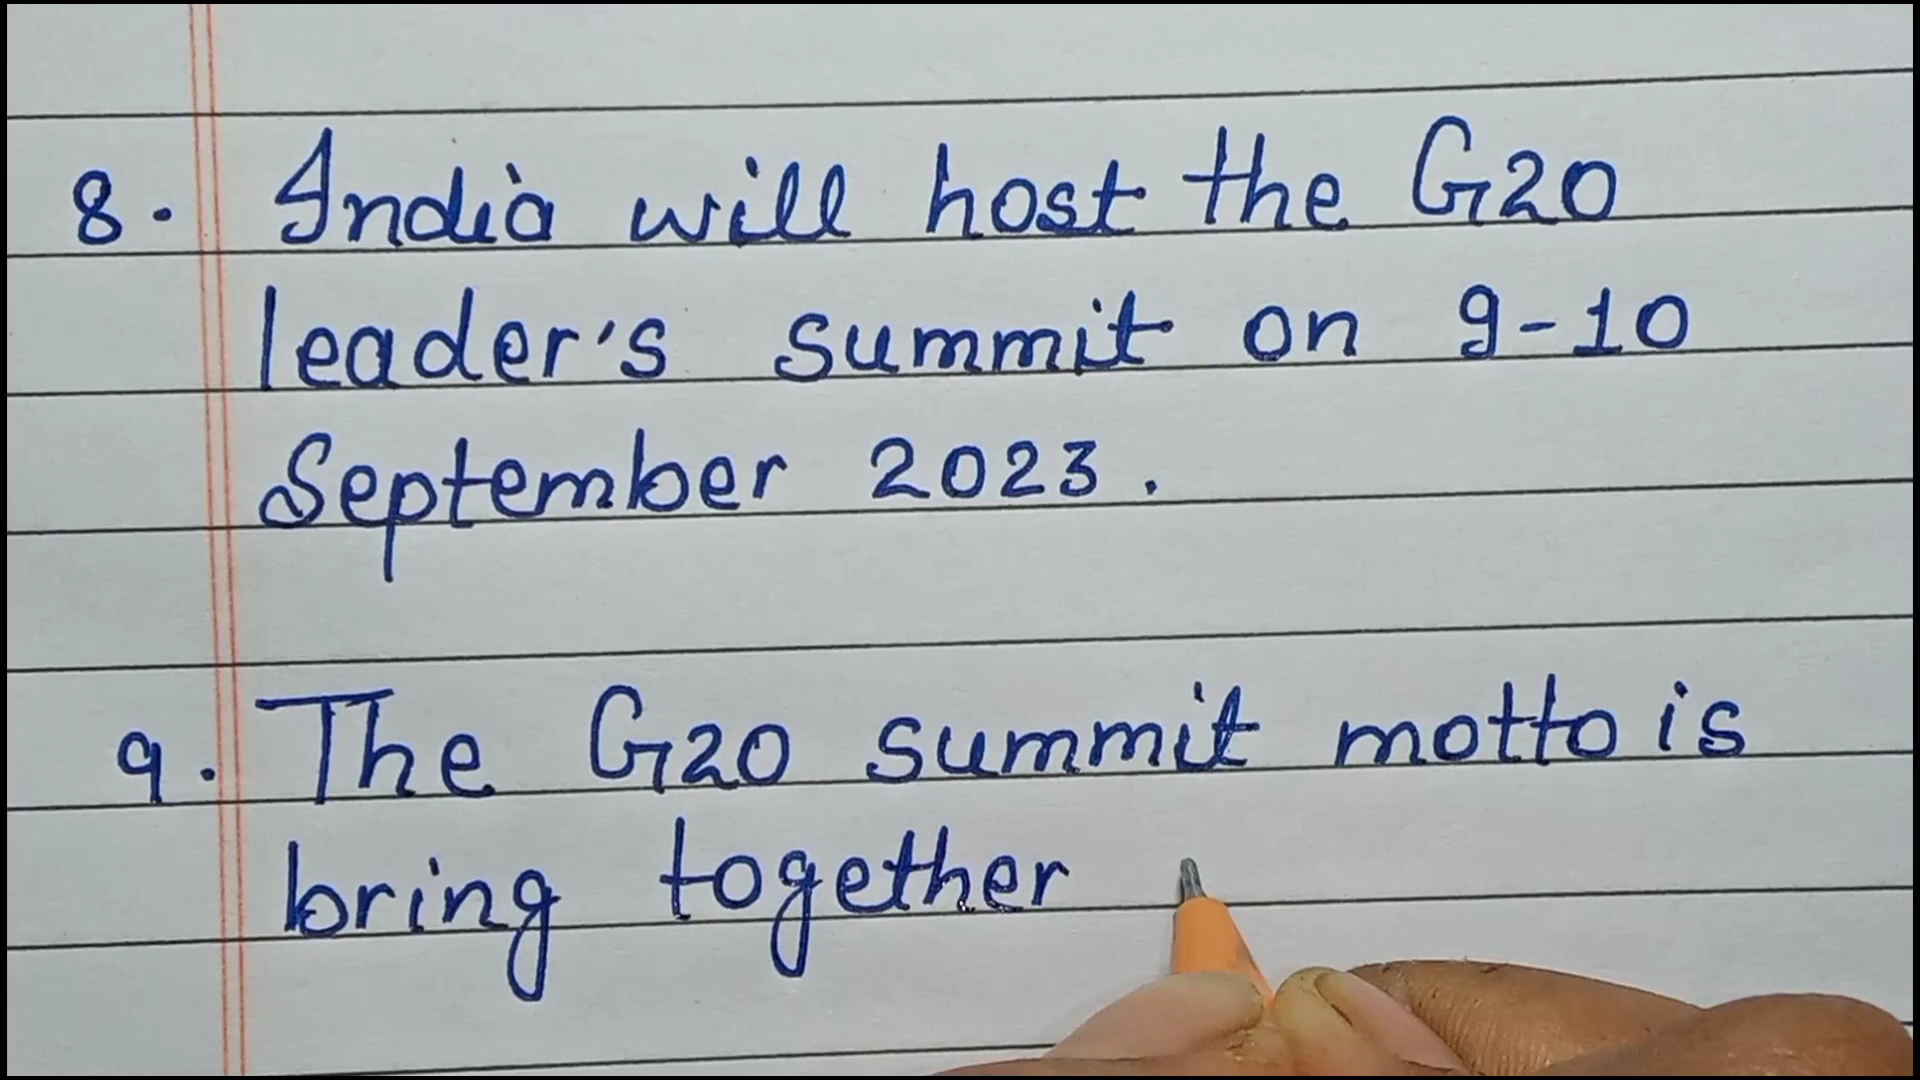 8. India will host the G20
leader's summit on 9-10
September 2023.
9. The G20 summit motto is
bring together